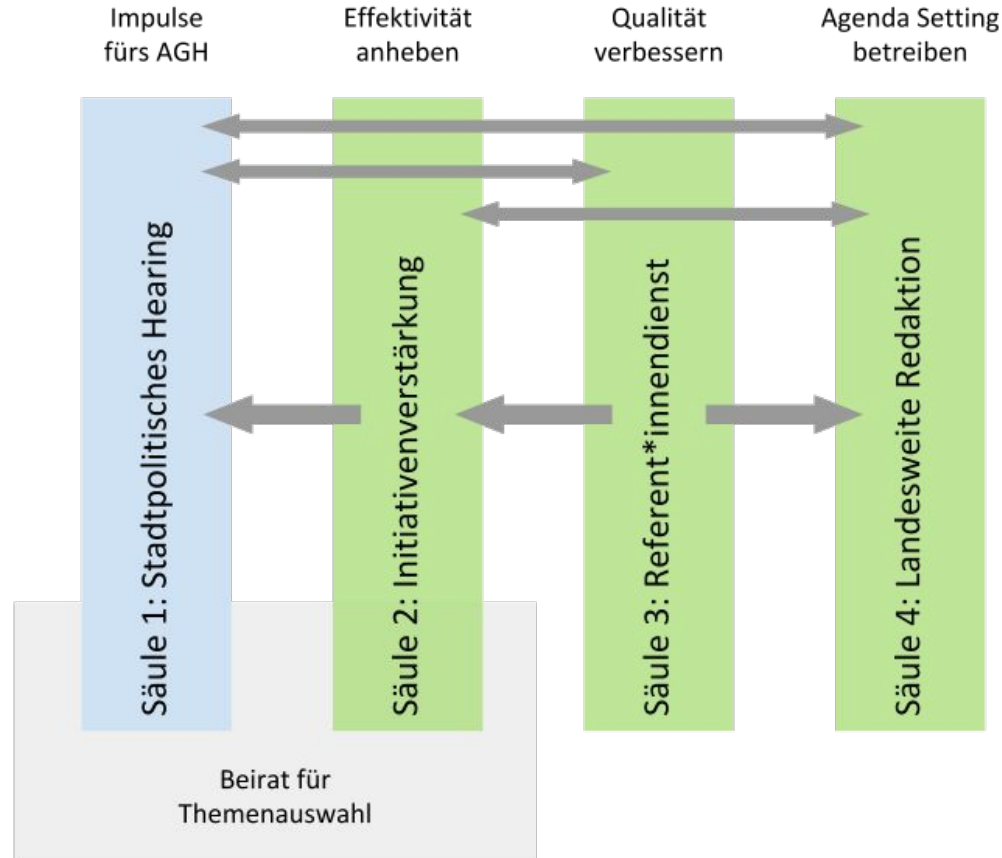 Impulse
fürs AGH
Effektivität
anheben
Qualität
verbessern
Agenda Setting
betreiben
Säule 1: Stadtpolitisches Hearing
Säule 2: Initiativenverstärkung
Säule 3: Referent*innendienst
Säule 4: Landesweite Redaktion
Beirat für
Themenauswahl